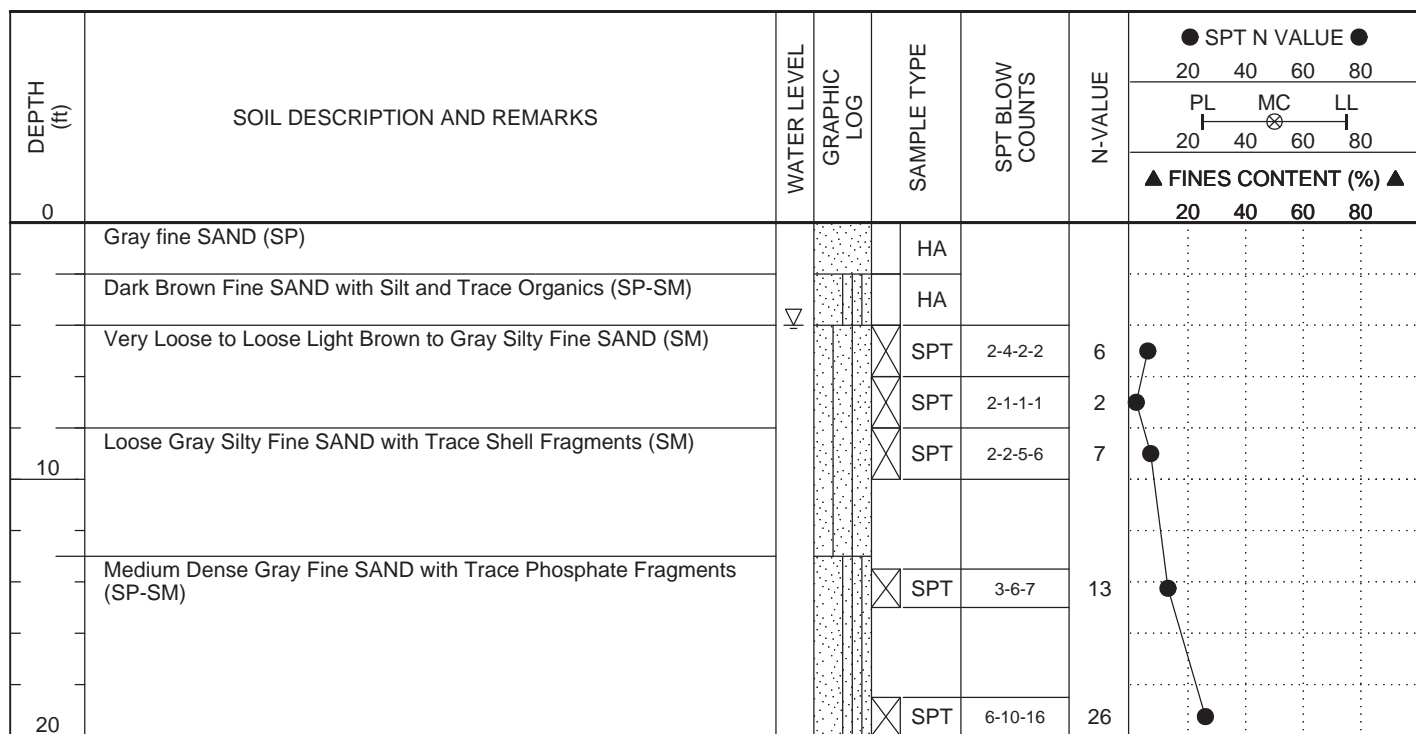 DEPTH
(ft)
SOIL DESCRIPTION AND REMARKS
WATER LEVEL
GRAPHIC
LOG
SAMPLE TYPE
SPT BLOW
COUNTS
N-VALUE
● SPT N VALUE ●
20 40 60 80
PL MC LL
20 40 60 80
▲ FINES CONTENT (%) ▲
20 40 60 80
0
Gray fine SAND (SP)
HA
Dark Brown Fine SAND with Silt and Trace Organics (SP-SM)
HA
Very Loose to Loose Light Brown to Gray Silty Fine SAND (SM)
SPT 2-4-2-2 6
SPT 2-1-1-1 2
Loose Gray Silty Fine SAND with Trace Shell Fragments (SM)
SPT 2-2-5-6 7
10
Medium Dense Gray Fine SAND with Trace Phosphate Fragments
(SP-SM)
SPT 3-6-7 13
SPT 6-10-16 26
20